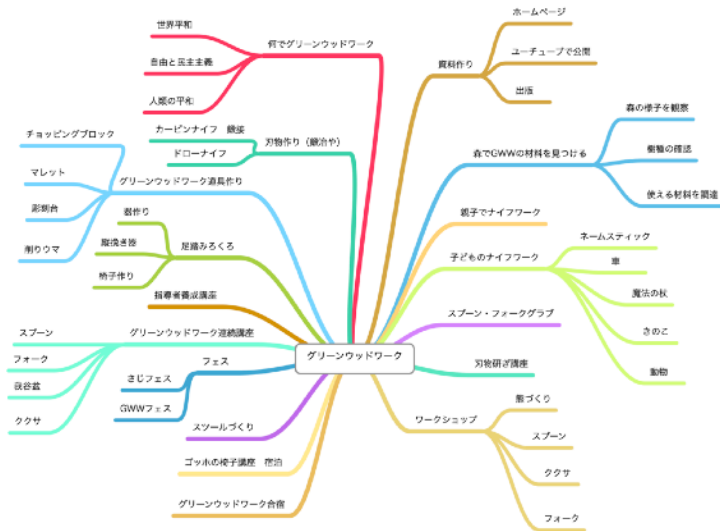 グリーンウッドワーク
何でグリーンウッドワーク
世界平和
自由と民主主義
人類の平和
刃物作り（鍛冶や）
カービンナイフ　鍛接
ドローナイフ
グリーンウッドワーク道具作り
チョッピングブロック
マレット
彫刻台
削りウマ
足踏みろくろ
器作り
縦挽き唔
椅子作り
指導者養成講座
グリーンウッドワーク連続講座
スプーン
フォーク
我谷盆
ククサ
フェス
さじフェス
GWWフェス
スツールづくり
ゴッホの椅子講座　宿泊
グリーンウッドワーク合宿
資料作り
ホームページ
ユーチューブで公開
出版
森でGWWの材料を見つける
森の様子を観察
樹種の確認
使える材料を調達
親子でナイフワーク
子どものナイフワーク
ネームスティック
車
魔法の杖
きのこ
動物
スプーン・フォークグラブ
刃物研ぎ講座
ワークショップ
熊づくり
スプーン
ククサ
フォーク